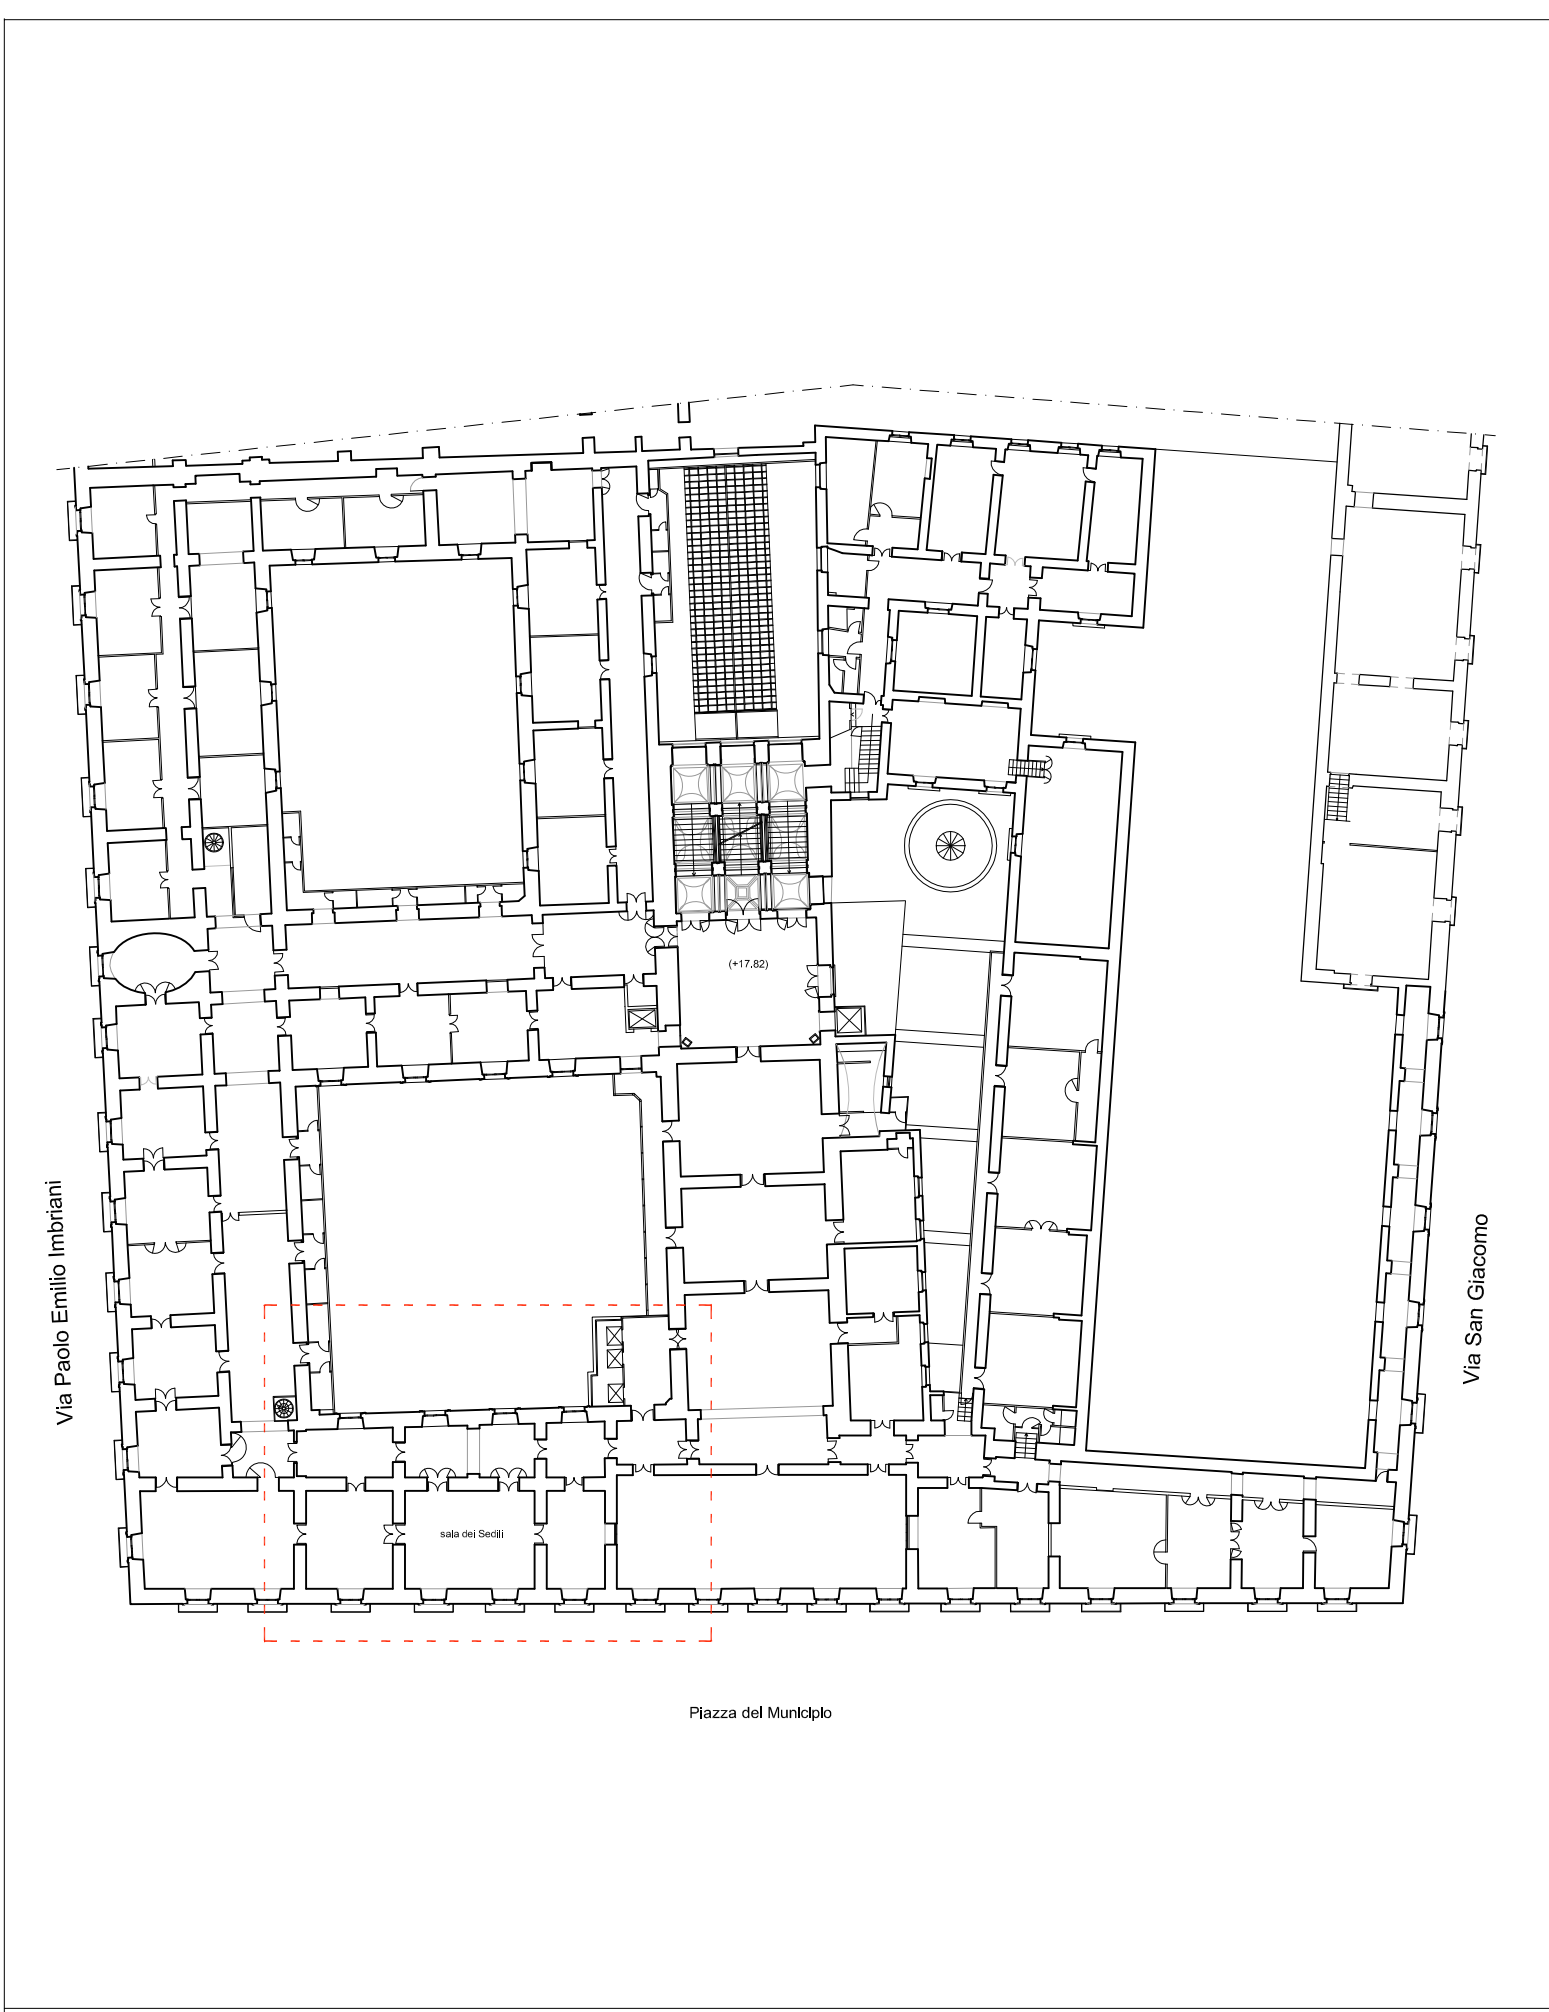 (+17.82)
Via Paolo Emilio Imbriani
Via San Giacomo
sala dei Sedili
Piazza del Municipio